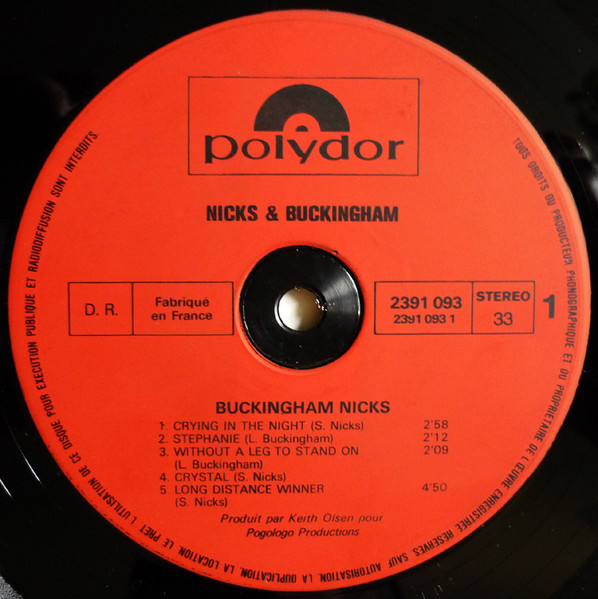 polydor
NICKS & BUCKINGHAM
D. R.
Fabriqué
en France
2391 093
2391 093 1
STEREO
33
1
BUCKINGHAM NICKS
1. CRYING IN THE NIGHT (S. Nicks) 2'58
2. STEPHANIE (L. Buckingham) 2'12
3. WITHOUT A LEG TO STAND ON 2'09
(L. Buckingham)
4. CRYSTAL (S. Nicks)
5 LONG DISTANCE WINNER 4'50
(S. Nicks)
Produit par Keith Olsen pour
Pogologo Productions
TOUS DROITS DU PRODUCTEUR PHONOGRAPHIQUE ET DU PROPRIETAIRE DE L'ŒUVRE ENREGISTREE RESERVES SAUF AUTORISATION, LA DUPLICATION, LA LOCATION, LE PRET L'UTILISATION DE CE DISQUE POUR EXECUTION PUBLIQUE ET RADIODIFFUSION SONT INTERDITS.